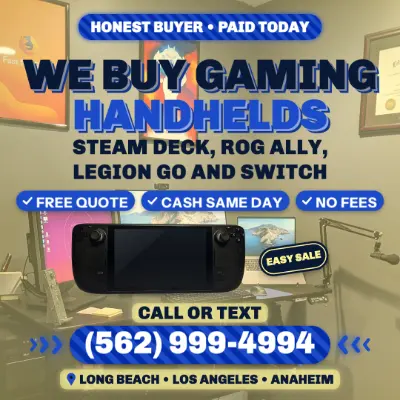 HONEST BUYER • PAID TODAY
WE BUY GAMING
HANDHELDS
STEAM DECK, ROG ALLY,
LEGION GO AND SWITCH
✓ FREE QUOTE ✓ CASH SAME DAY ✓ NO FEES
EASY SALE
CALL OR TEXT
(562) 999-4994
LONG BEACH • LOS ANGELES • ANAHEIM